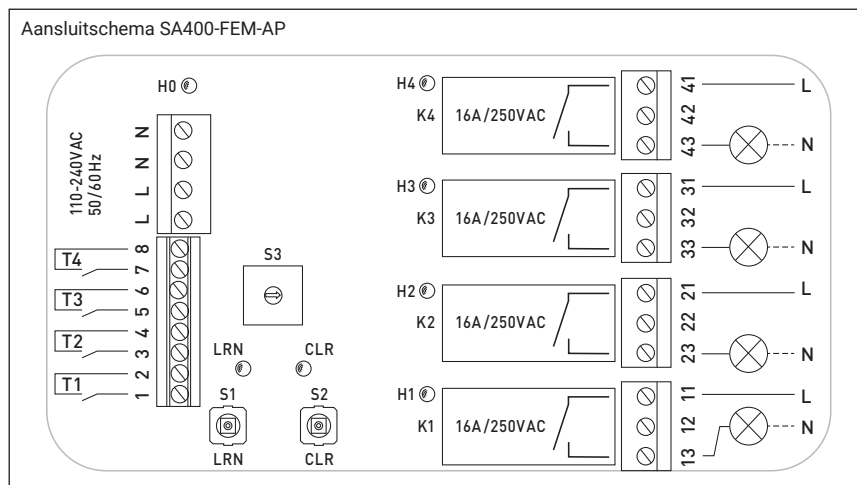 Aansluitschema SA400-FEM-AP
H0
110-240VAC
50/60Hz
N
N
L
L
8
7
6
5
4
3
2
1
T4
T3
T2
T1
S3
LRN
CLR
S1
S2
LRN
CLR
H4
K4
16A/250VAC
41
42
43
L
N
H3
K3
16A/250VAC
31
32
33
L
N
H2
K2
16A/250VAC
21
22
23
L
N
H1
K1
16A/250VAC
11
12
13
L
N